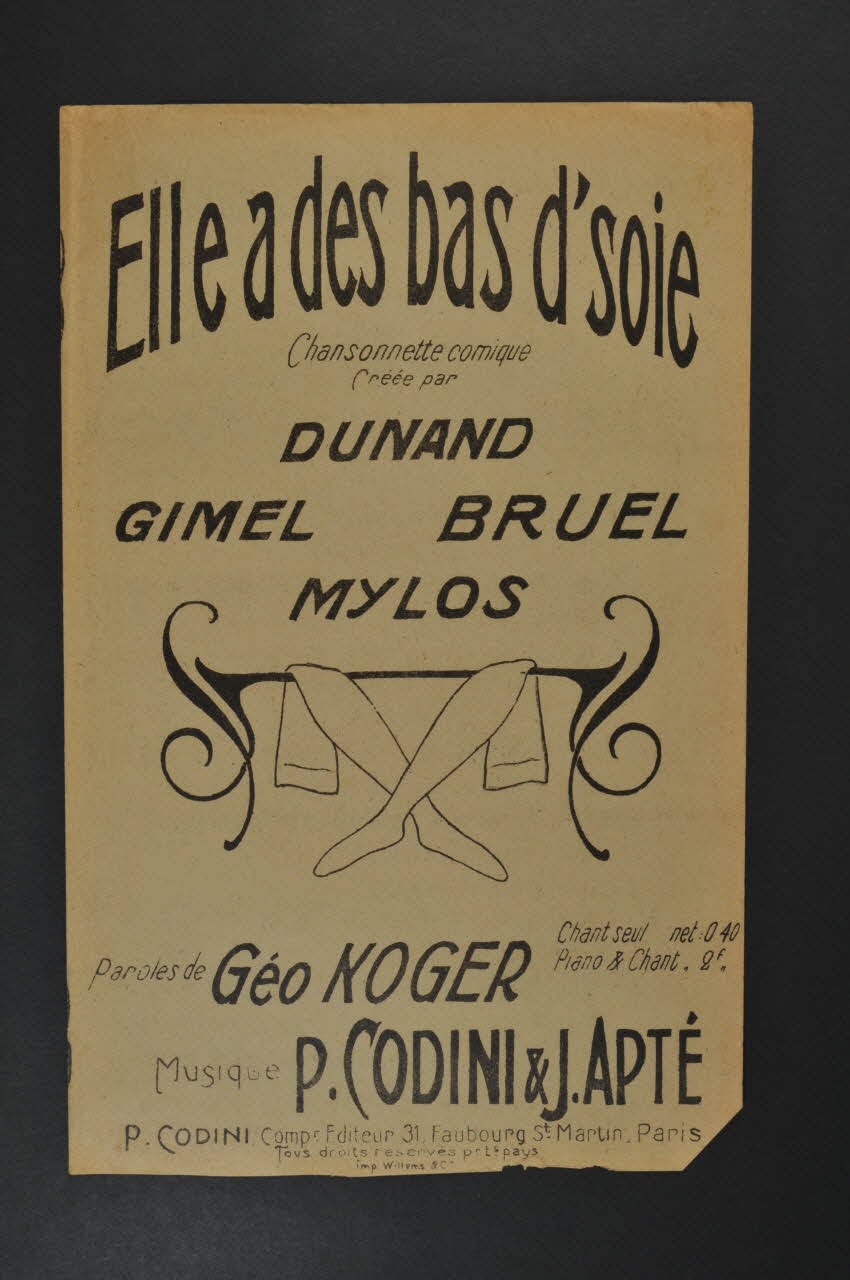 Elle a des bas d'soie
Chansonnette comique
Créée par
DUNAND
GIMEL BRUEL
MYLOS
Chant seul net: 0 40
Piano & Chant. 2f.
Paroles de Géo KOGER
Musique P. CODINI & J. APTÉ
P. CODINI, Compr Editeur 31, Faubourg St Martin, Paris
Tous droits réservés pr ts pays
Imp. Willems & Cie